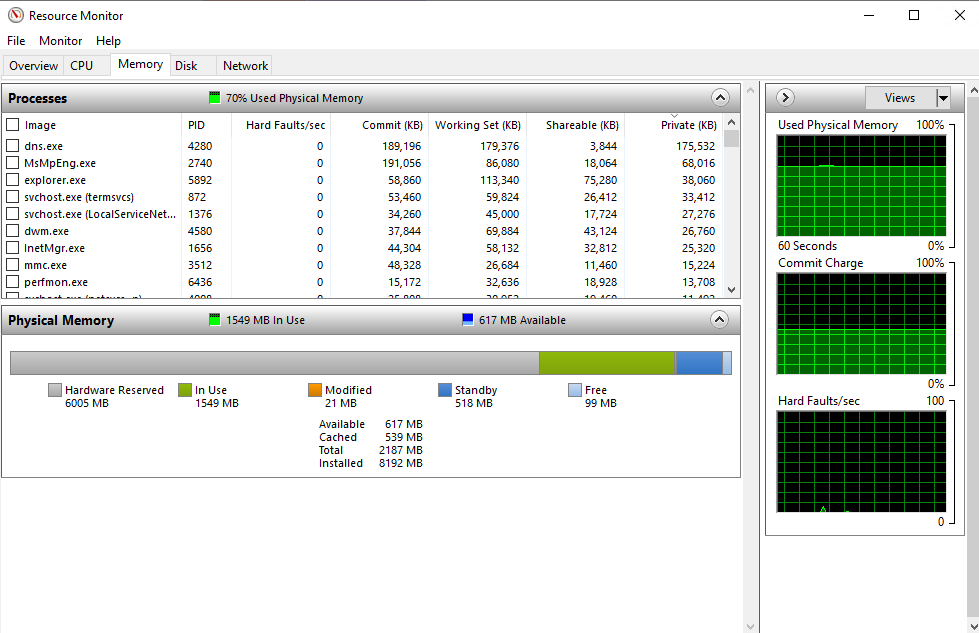 Resource Monitor
File Monitor Help
Overview CPU Memory Disk Network
Processes 70% Used Physical Memory
Image PID Hard Faults/sec Commit (KB) Working Set (KB) Shareable (KB) Private (KB)
dns.exe 4280 0 189,196 179,376 3,844 175,532
MsMpEng.exe 2740 0 191,056 86,080 18,064 68,016
explorer.exe 5892 0 58,860 113,340 75,280 38,060
svchost.exe (termsvcs) 872 0 53,460 59,824 26,412 33,412
svchost.exe (LocalServiceNet... 1376 0 34,260 45,000 17,724 27,276
dwm.exe 4580 0 37,844 69,884 43,124 26,760
InetMgr.exe 1656 0 44,304 58,132 32,812 25,320
mmc.exe 3512 0 48,328 26,684 11,460 15,224
perfmon.exe 6436 0 15,172 32,636 18,928 13,708
Physical Memory 1549 MB In Use 617 MB Available
Hardware Reserved
6005 MB
In Use
1549 MB
Modified
21 MB
Standby
518 MB
Free
99 MB
Available 617 MB
Cached 539 MB
Total 2187 MB
Installed 8192 MB
Views
Used Physical Memory 100%
60 Seconds 0%
Commit Charge 100%
0%
Hard Faults/sec 100
0